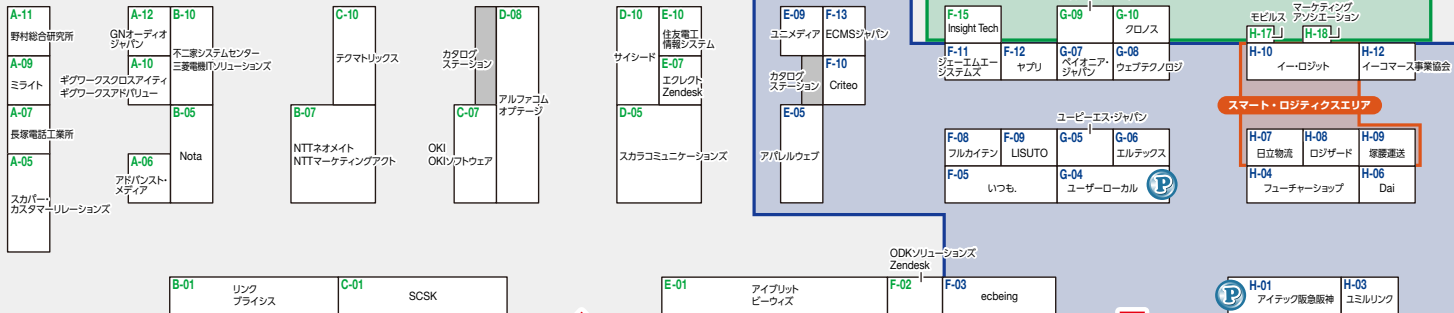 A-11
野村総合研究所
A-09
ミライト
A-07
長塚電話工業所
A-05
スカパー・
カスタマーリレーションズ
A-12
GNオーディオ
ジャパン
A-10
ギグワークスクロスアイティ
ギグワークスアドバリュー
A-06
アドバンスト・
メディア
B-10
不二家システムセンター
三菱電機ITソリューションズ
B-05
Nota
C-10
テクマトリックス
B-07
NTTネオメイト
NTTマーケティングアクト
カタログ
ステーション
D-08
アルファコム
オプテージ
C-07
OKI
OKIソフトウェア
D-10
サイシード
E-10
住友電工
情報システム
E-07
エクレクト
Zendesk
D-05
スカラコミュニケーションズ
E-09
ユニメディア
F-13
ECMSジャパン
カタログ
ステーション
F-10
Criteo
E-05
アパレルウェブ
F-15
Insight Tech
G-09
G-10
クロノス
F-11
ジェーエムエー
システムズ
F-12
ヤプリ
G-07
ペイオニア・
ジャパン
G-08
ウェブテクノロジ
ユーピーエス・ジャパン
F-08
フルカイテン
F-09
LISUTO
G-05
G-06
エルテックス
F-05
いつも.
G-04
ユーザーローカル
P
モビルス
マーケティング
アソシエーション
H-17
H-18
H-10
イー・ロジット
H-12
イーコマース事業協会
スマート・ロジティクスエリア
H-07
日立物流
H-08
ロジザード
H-09
塚腰運送
H-04
フューチャーショップ
H-06
Dai
B-01
リンク
ブライシス
C-01
SCSK
E-01
アイブリット
ビーウィズ
ODKソリューションズ
Zendesk
F-02
F-03
ecbeing
P
H-01
アイテック阪急阪神
H-03
ユミルリンク